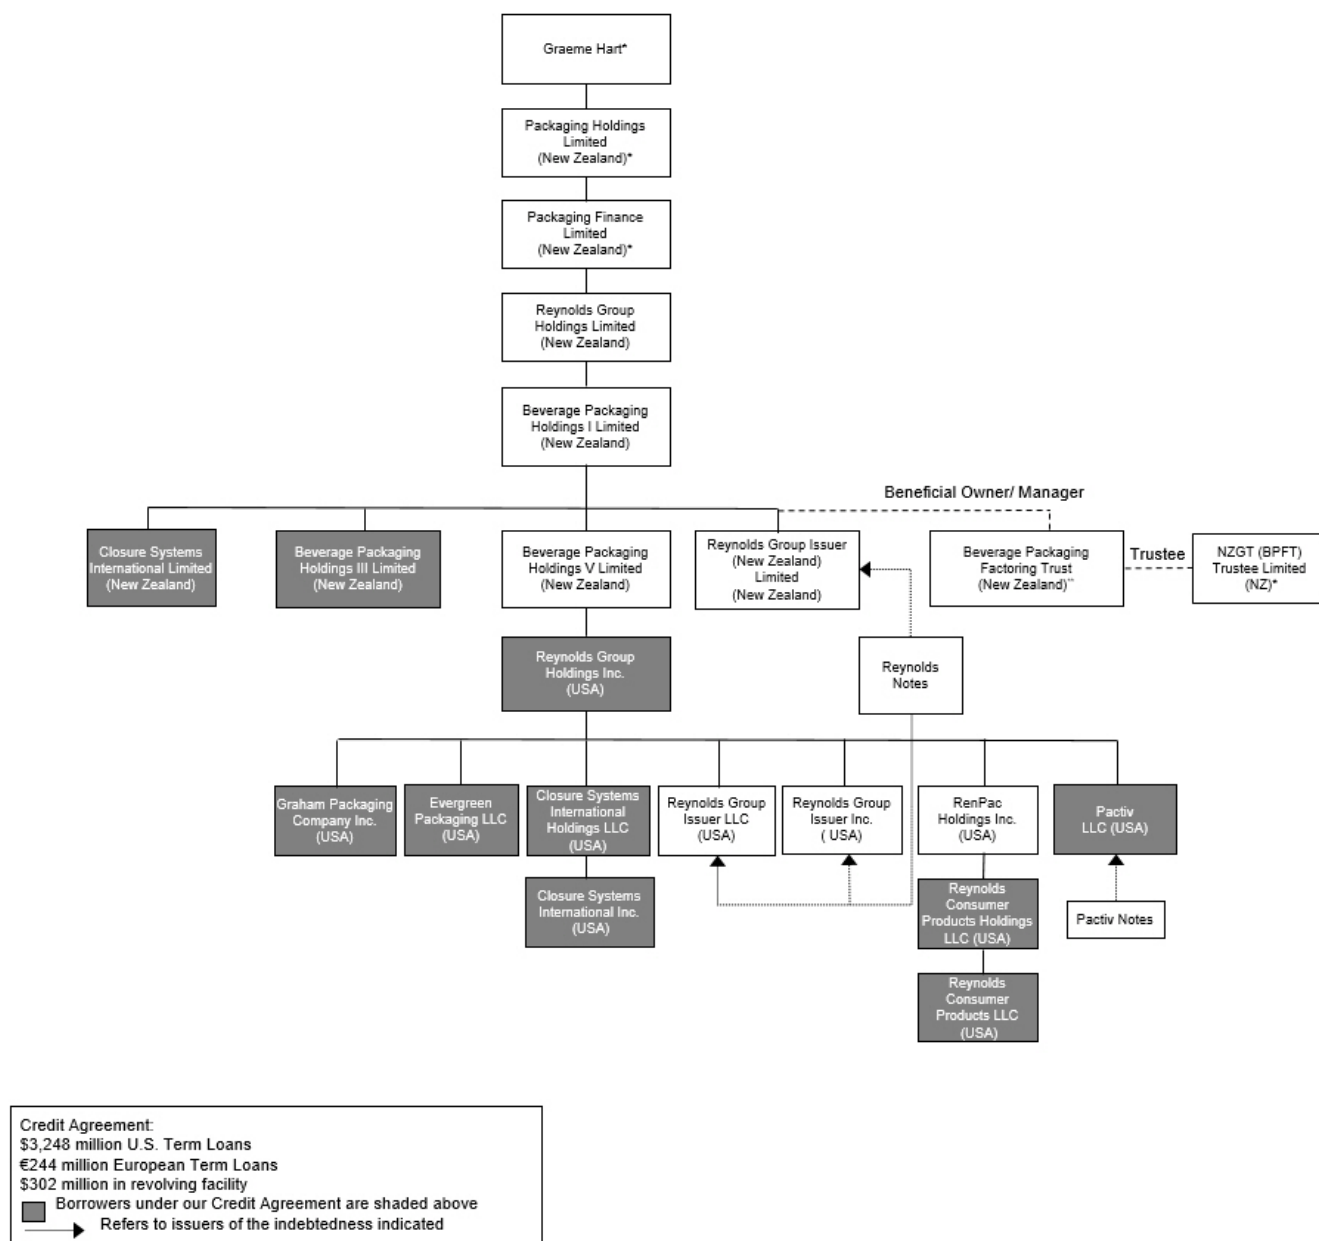 Graeme Hart*
Packaging Holdings
Limited
(New Zealand)*
Packaging Finance
Limited
(New Zealand)*
Reynolds Group
Holdings Limited
(New Zealand)
Beverage Packaging
Holdings I Limited
(New Zealand)
Beneficial Owner/ Manager
Closure Systems
International Limited
(New Zealand)
Beverage Packaging
Holdings III Limited
(New Zealand)
Beverage Packaging
Holdings V Limited
(New Zealand)
Reynolds Group Issuer
(New Zealand)
Limited
(New Zealand)
Beverage Packaging
Factoring Trust
(New Zealand)**
Trustee
NZGT (BPFT)
Trustee Limited
(NZ)*
Reynolds Group
Holdings Inc.
(USA)
Reynolds
Notes
Graham Packaging
Company Inc.
(USA)
Evergreen
Packaging LLC
(USA)
Closure Systems
International
Holdings LLC
(USA)
Reynolds Group
Issuer LLC
(USA)
Reynolds Group
Issuer Inc.
( USA)
RenPac
Holdings Inc.
(USA)
Pactiv
LLC (USA)
Closure Systems
International Inc.
(USA)
Reynolds
Consumer
Products Holdings
LLC (USA)
Pactiv Notes
Reynolds
Consumer
Products LLC
(USA)
Credit Agreement:
$3,248 million U.S. Term Loans
€244 million European Term Loans
$302 million in revolving facility
Borrowers under our Credit Agreement are shaded above
Refers to issuers of the indebtedness indicated